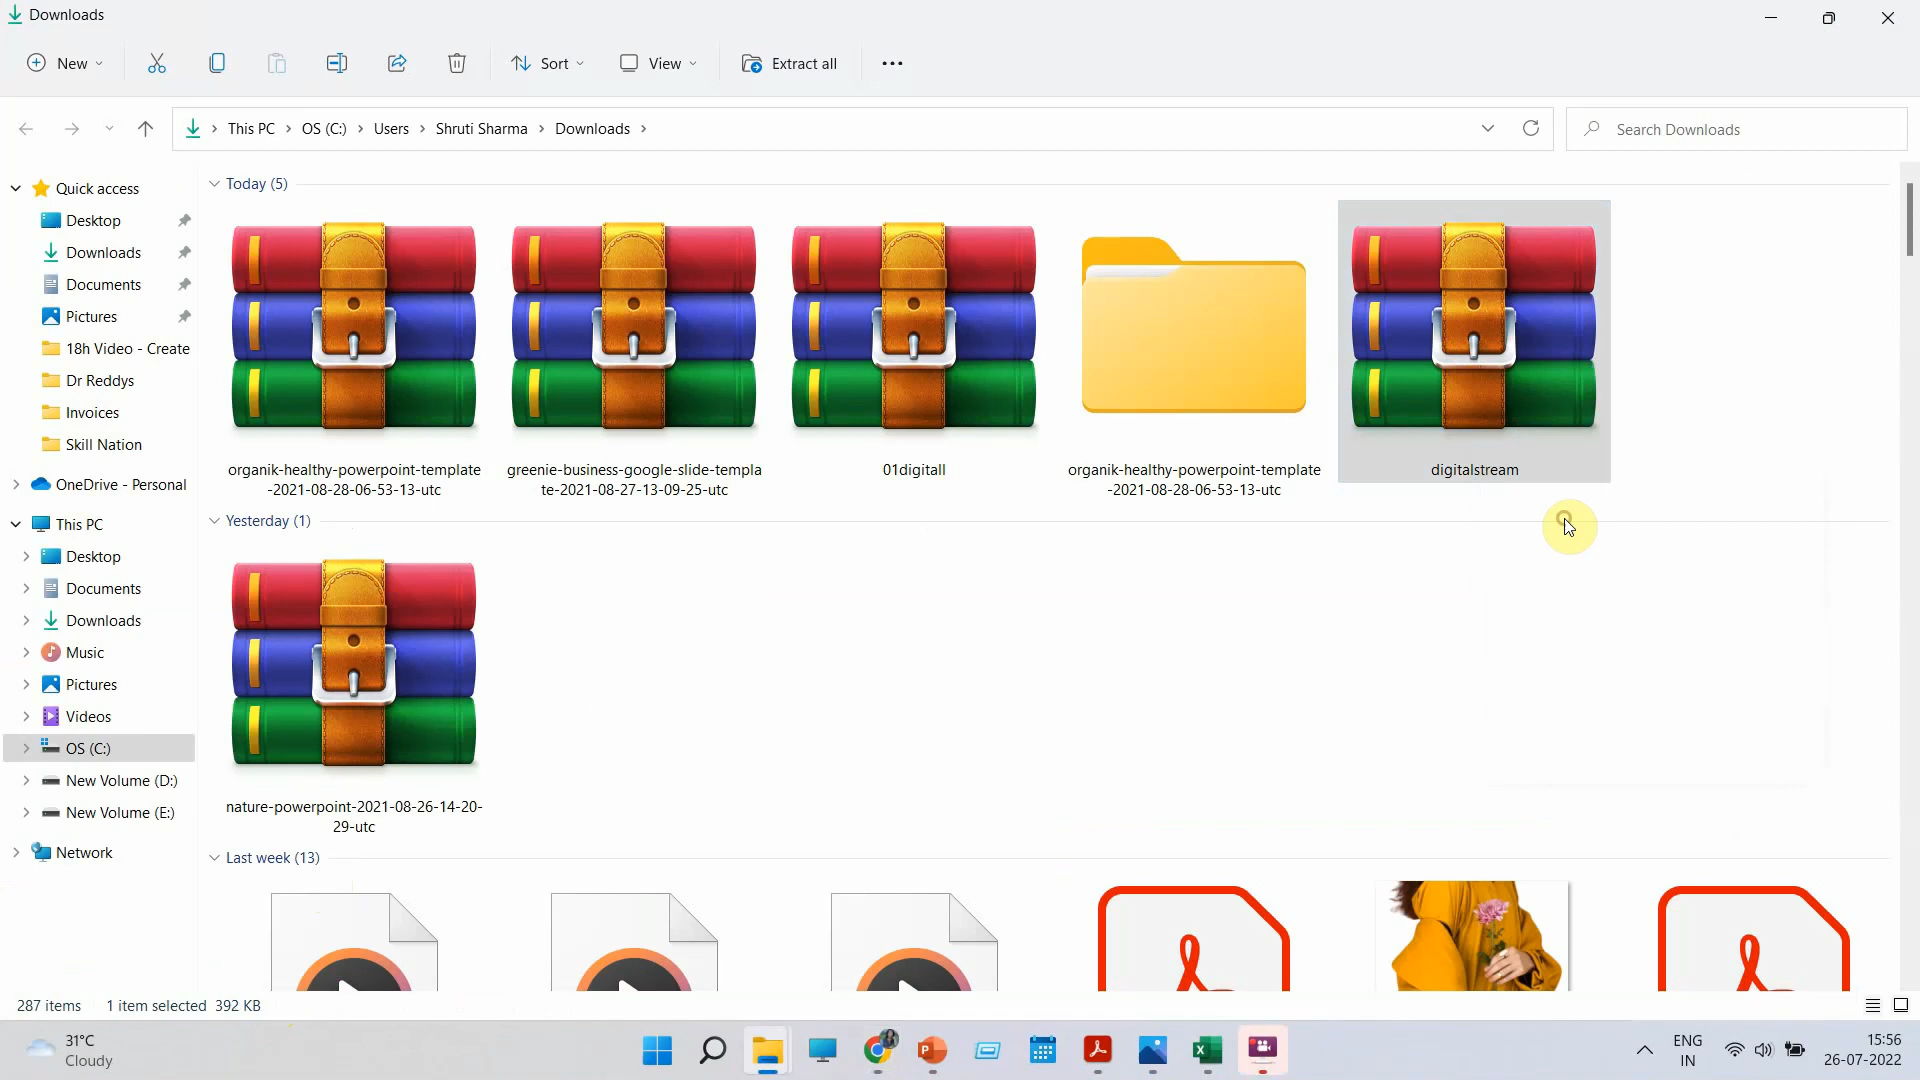 Downloads
New
Sort
View
Extract all
This PC
OS (C:)
Users
Shruti Sharma
Downloads
Search Downloads
Quick access
Desktop
Downloads
Documents
Pictures
18h Video - Create
Dr Reddys
Invoices
Skill Nation
OneDrive - Personal
This PC
Desktop
Documents
Downloads
Music
Pictures
Videos
OS (C:)
New Volume (D:)
New Volume (E:)
Network
Today (5)
organik-healthy-powerpoint-template
-2021-08-28-06-53-13-utc
greenie-business-google-slide-templa
te-2021-08-27-13-09-25-utc
01digitall
organik-healthy-powerpoint-template
-2021-08-28-06-53-13-utc
digitalstream
Yesterday (1)
nature-powerpoint-2021-08-26-14-20-
29-utc
Last week (13)
287 items
1 item selected 392 KB
31°C
Cloudy
ENG
IN
15:56
26-07-2022